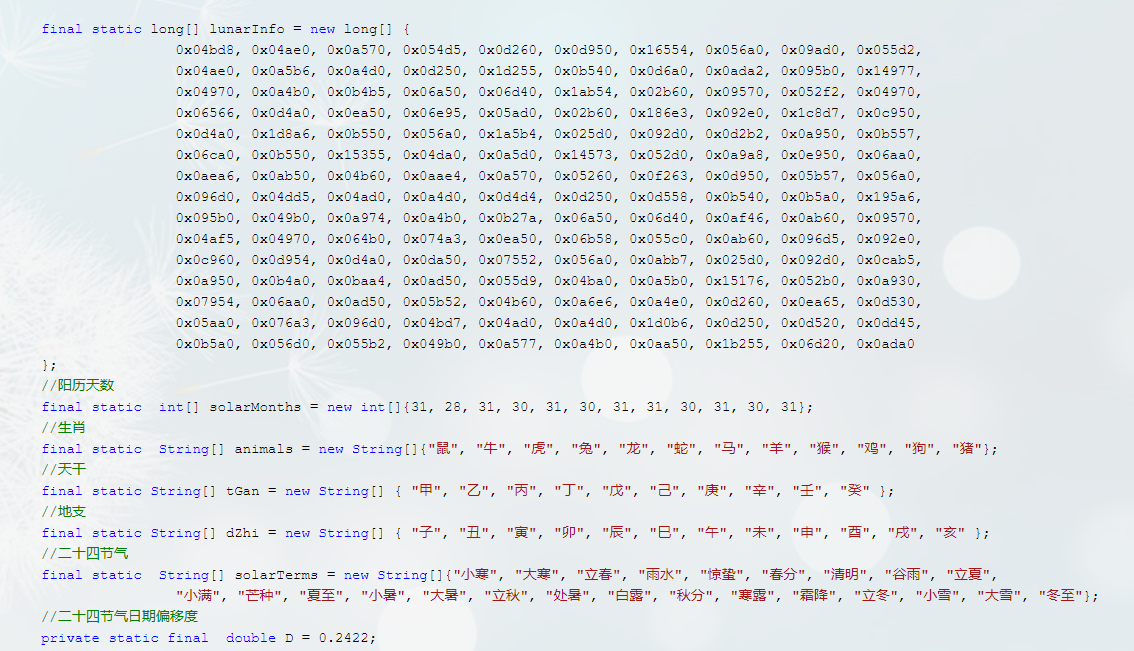 final static long[] lunarInfo = new long[] {
0x04bd8, 0x04ae0, 0x0a570, 0x054d5, 0x0d260, 0x0d950, 0x16554, 0x056a0, 0x09ad0, 0x055d2,
0x04ae0, 0x0a5b6, 0x0a4d0, 0x0d250, 0x1d255, 0x0b540, 0x0d6a0, 0x0ada2, 0x095b0, 0x14977,
0x04970, 0x0a4b0, 0x0b4b5, 0x06a50, 0x06d40, 0x1ab54, 0x02b60, 0x09570, 0x052f2, 0x04970,
0x06566, 0x0d4a0, 0x0ea50, 0x06e95, 0x05ad0, 0x02b60, 0x186e3, 0x092e0, 0x1c8d7, 0x0c950,
0x0d4a0, 0x1d8a6, 0x0b550, 0x056a0, 0x1a5b4, 0x025d0, 0x092d0, 0x0d2b2, 0x0a950, 0x0b557,
0x06ca0, 0x0b550, 0x15355, 0x04da0, 0x0a5d0, 0x14573, 0x052d0, 0x0a9a8, 0x0e950, 0x06aa0,
0x0aea6, 0x0ab50, 0x04b60, 0x0aae4, 0x0a570, 0x05260, 0x0f263, 0x0d950, 0x05b57, 0x056a0,
0x096d0, 0x04dd5, 0x04ad0, 0x0a4d0, 0x0d4d4, 0x0d250, 0x0d558, 0x0b540, 0x0b5a0, 0x195a6,
0x095b0, 0x049b0, 0x0a974, 0x0a4b0, 0x0b27a, 0x06a50, 0x06d40, 0x0af46, 0x0ab60, 0x09570,
0x04af5, 0x04970, 0x064b0, 0x074a3, 0x0ea50, 0x06b58, 0x055c0, 0x0ab60, 0x096d5, 0x092e0,
0x0c960, 0x0d954, 0x0d4a0, 0x0da50, 0x07552, 0x056a0, 0x0abb7, 0x025d0, 0x092d0, 0x0cab5,
0x0a950, 0x0b4a0, 0x0baa4, 0x0ad50, 0x055d9, 0x04ba0, 0x0a5b0, 0x15176, 0x052b0, 0x0a930,
0x07954, 0x06aa0, 0x0ad50, 0x05b52, 0x04b60, 0x0a6e6, 0x0a4e0, 0x0d260, 0x0ea65, 0x0d530,
0x05aa0, 0x076a3, 0x096d0, 0x04bd7, 0x04ad0, 0x0a4d0, 0x1d0b6, 0x0d250, 0x0d520, 0x0dd45,
0x0b5a0, 0x056d0, 0x055b2, 0x049b0, 0x0a577, 0x0a4b0, 0x0aa50, 0x1b255, 0x06d20, 0x0ada0
};
//阳历天数
final static  int[] solarMonths = new int[]{31, 28, 31, 30, 31, 30, 31, 31, 30, 31, 30, 31};
//生肖
final static  String[] animals = new String[]{"鼠", "牛", "虎", "兔", "龙", "蛇", "马", "羊", "猴", "鸡", "狗", "猪"};
//天干
final static String[] tGan = new String[] { "甲", "乙", "丙", "丁", "戊", "己", "庚", "辛", "壬", "癸" };
//地支
final static String[] dZhi = new String[] { "子", "丑", "寅", "卯", "辰", "巳", "午", "未", "申", "酉", "戌", "亥" };
//二十四节气
final static  String[] solarTerms = new String[]{"小寒", "大寒", "立春", "雨水", "惊蛰", "春分", "清明", "谷雨", "立夏",
"小满", "芒种", "夏至", "小暑", "大暑", "立秋", "处暑", "白露", "秋分", "寒露", "霜降", "立冬", "小雪", "大雪", "冬至"};
//二十四节气日期偏移度
private static final  double D = 0.2422;